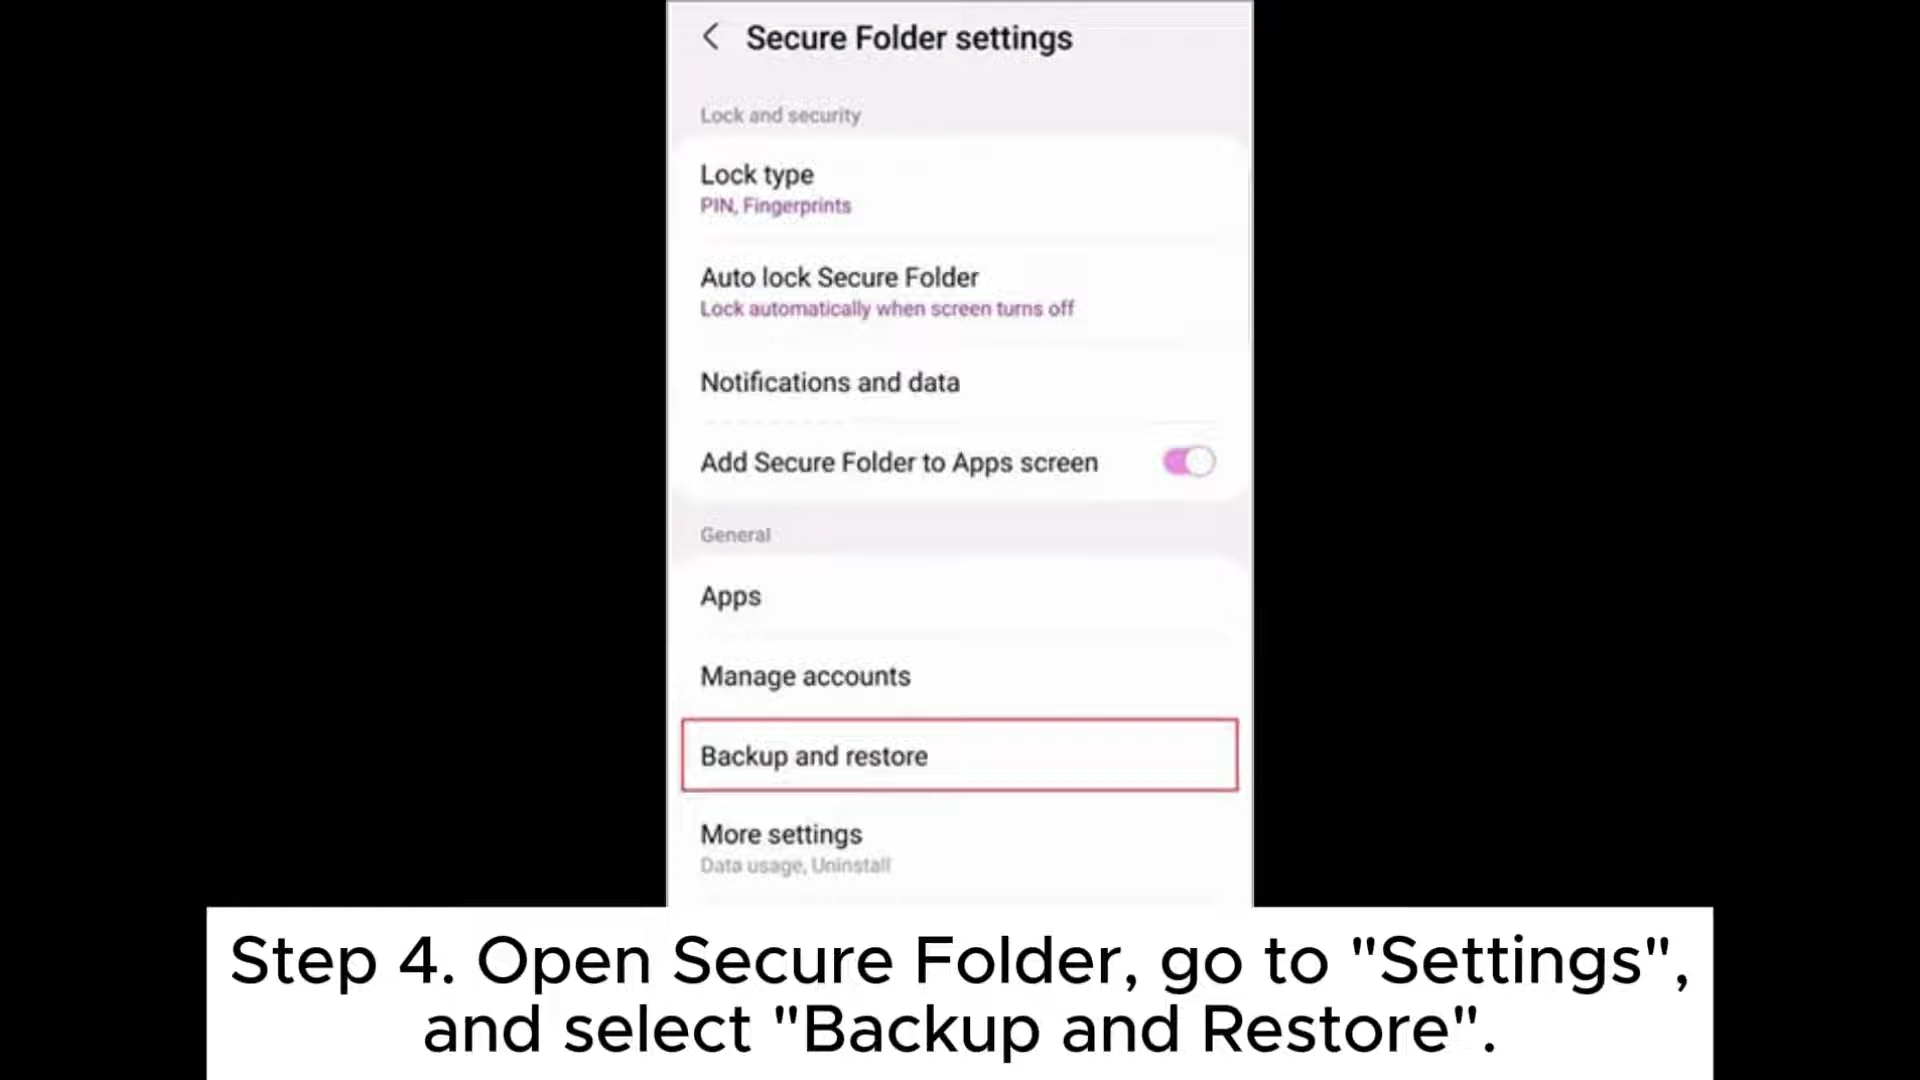 Secure Folder settings
Lock and security
Lock type
PIN, Fingerprints
Auto lock Secure Folder
Lock automatically when screen turns off
Notifications and data
Add Secure Folder to Apps screen
General
Apps
Manage accounts
Backup and restore
More settings
Data usage, Uninstall
Step 4. Open Secure Folder, go to "Settings",
and select "Backup and Restore".